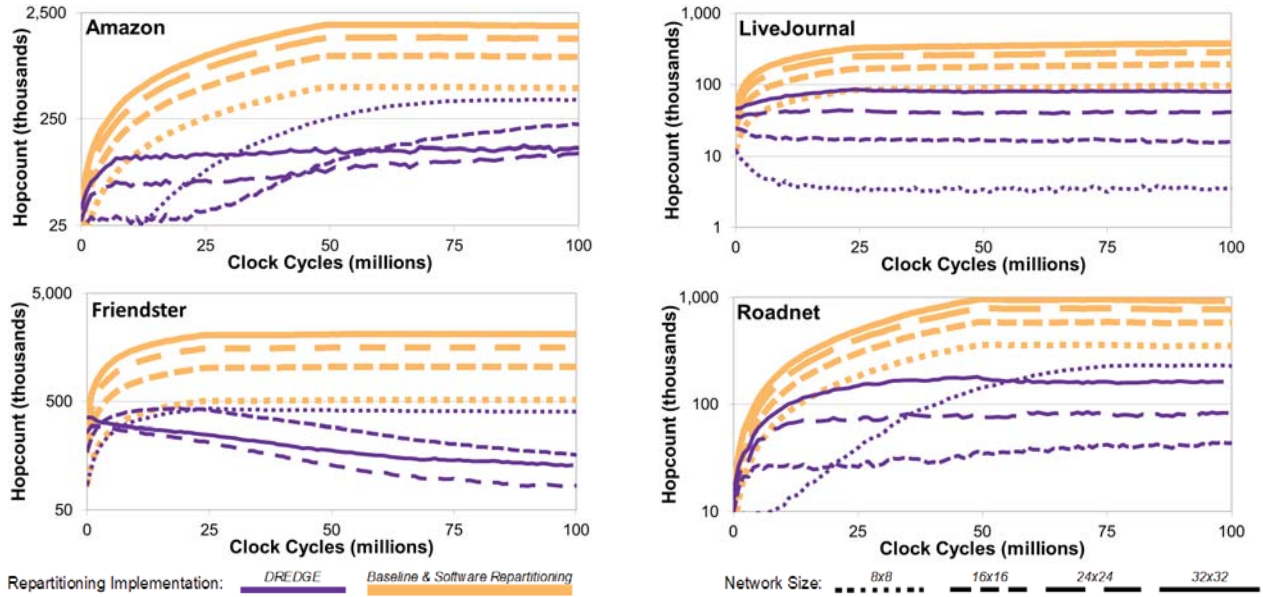 Amazon
Hopcount (thousands)
2,500
250
25
0 25 50 75 100
Clock Cycles (millions)
LiveJournal
Hopcount (thousands)
1,000
100
10
1
0 25 50 75 100
Clock Cycles (millions)
Friendster
Hopcount (thousands)
5,000
500
50
0 25 50 75 100
Clock Cycles (millions)
Roadnet
Hopcount (thousands)
1,000
100
10
0 25 50 75 100
Clock Cycles (millions)
Repartitioning Implementation: DREDGE Baseline & Software Repartitioning
Network Size: 8x8 16x16 24x24 32x32